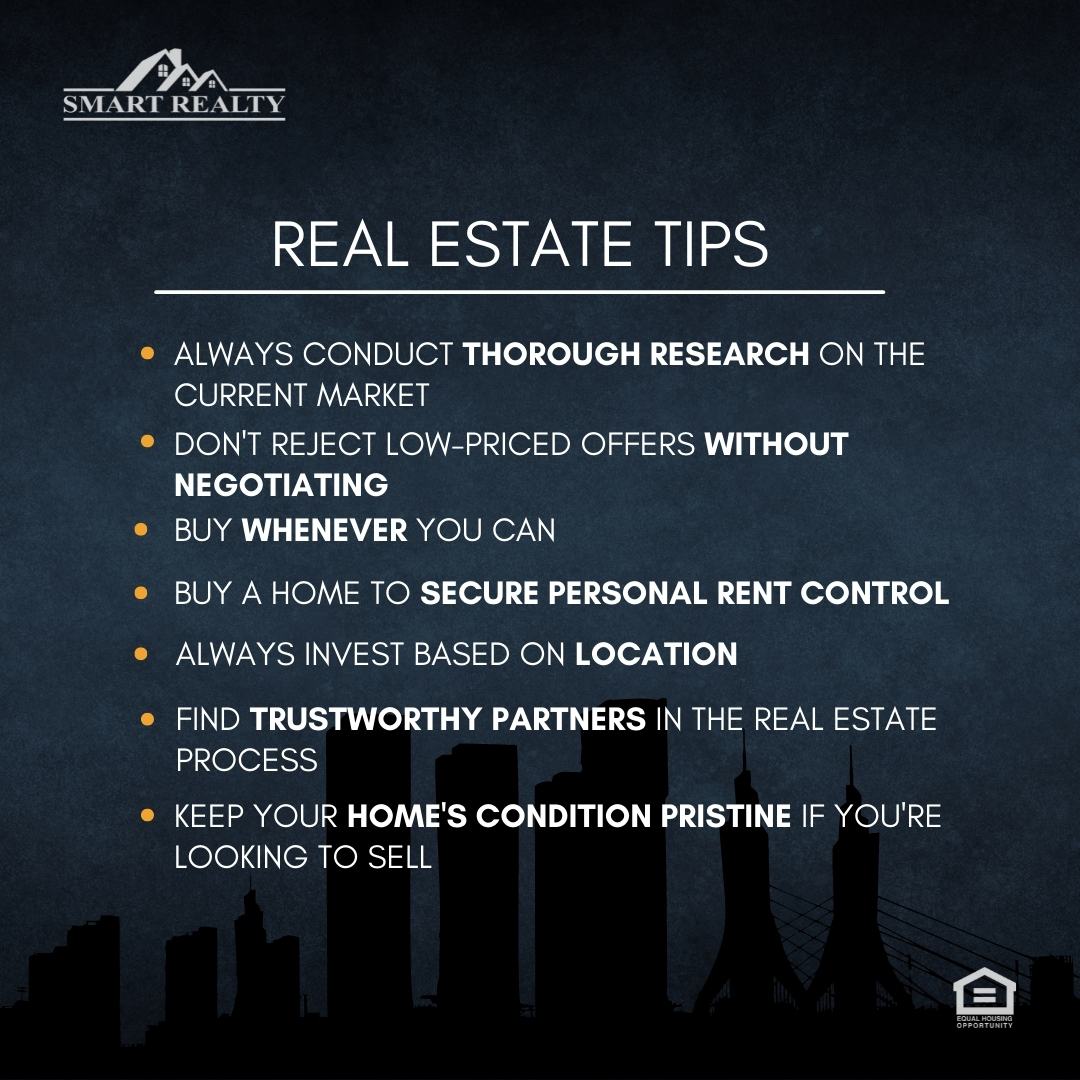 SMART REALTY
REAL ESTATE TIPS
ALWAYS CONDUCT THOROUGH RESEARCH ON THE
CURRENT MARKET
DON'T REJECT LOW-PRICED OFFERS WITHOUT
NEGOTIATING
BUY WHENEVER YOU CAN
BUY A HOME TO SECURE PERSONAL RENT CONTROL
ALWAYS INVEST BASED ON LOCATION
FIND TRUSTWORTHY PARTNERS IN THE REAL ESTATE
PROCESS
KEEP YOUR HOME'S CONDITION PRISTINE IF YOU'RE
LOOKING TO SELL
EQUAL HOUSING
OPPORTUNITY